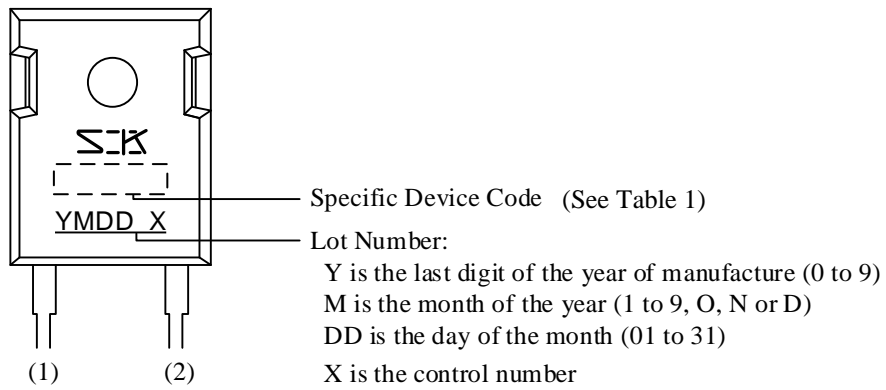 SK
Specific Device Code (See Table 1)
YMDD X
Lot Number:
Y is the last digit of the year of manufacture (0 to 9)
M is the month of the year (1 to 9, O, N or D)
DD is the day of the month (01 to 31)
X is the control number
(1) (2)